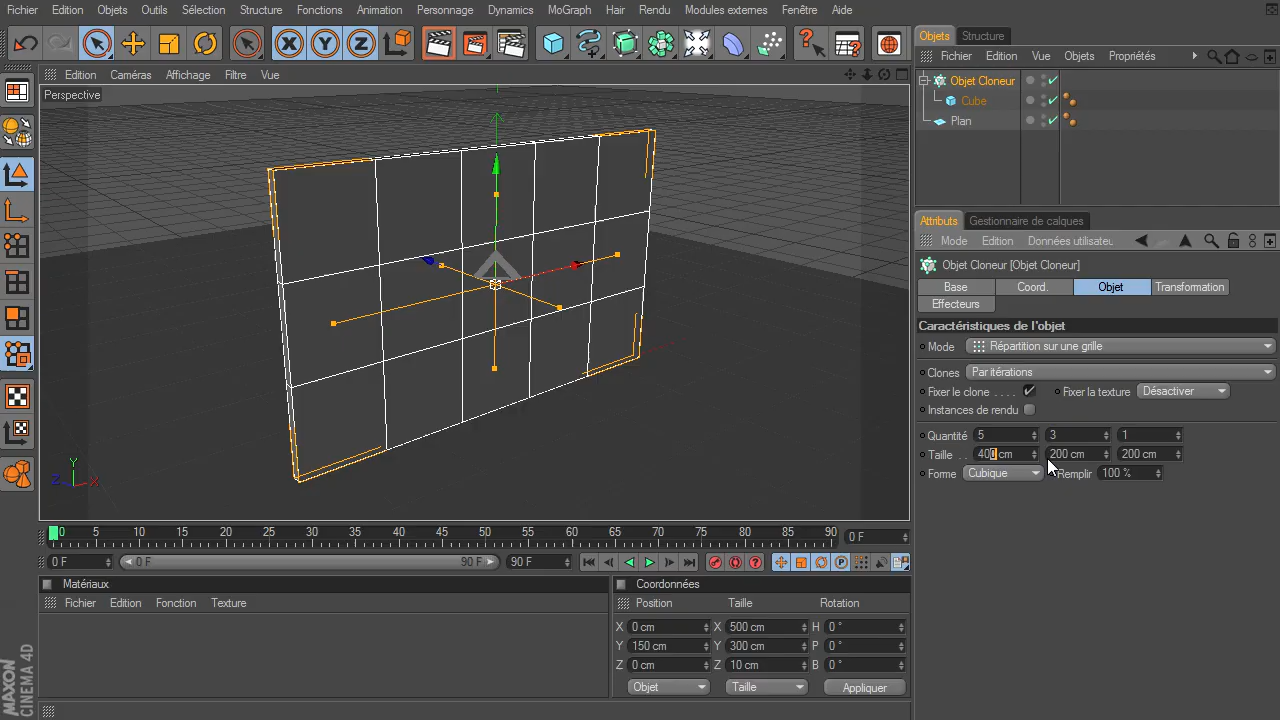 Fichier Edition Objets Outils Sélection Structure Fonctions Animation Personnage Dynamics MoGraph Hair Rendu Modules externes Fenêtre Aide
X Y Z
Objets Structure
Fichier Edition Vue Objets Propriétés
Edition Caméras Affichage Filtre Vue
Perspective
Objet Cloneur
Cube
Plan
Attributs Gestionnaire de calques
Mode Edition Données utilisateu
Objet Cloneur [Objet Cloneur]
Base Coord. Objet Transformation
Effecteurs
Caractéristiques de l'objet
Mode Répartition sur une grille
Clones Par itérations
Fixer le clone . . . . Fixer la texture Désactiver
Instances de rendu
Quantité 5 3 1
Taille . . 400 cm 200 cm 200 cm
Forme Cubique Remplir 100 %
Y
Z X
0 5 10 15 20 25 30 35 40 45 50 55 60 65 70 75 80 85 90 0 F
0 F 0 F 90 F 90 F
Matériaux
Fichier Edition Fonction Texture
Coordonnées
Position Taille Rotation
X 0 cm X 500 cm H 0 °
Y 150 cm Y 300 cm P 0 °
Z 0 cm Z 10 cm B 0 °
Objet Taille Appliquer
MAXON
CINEMA 4D